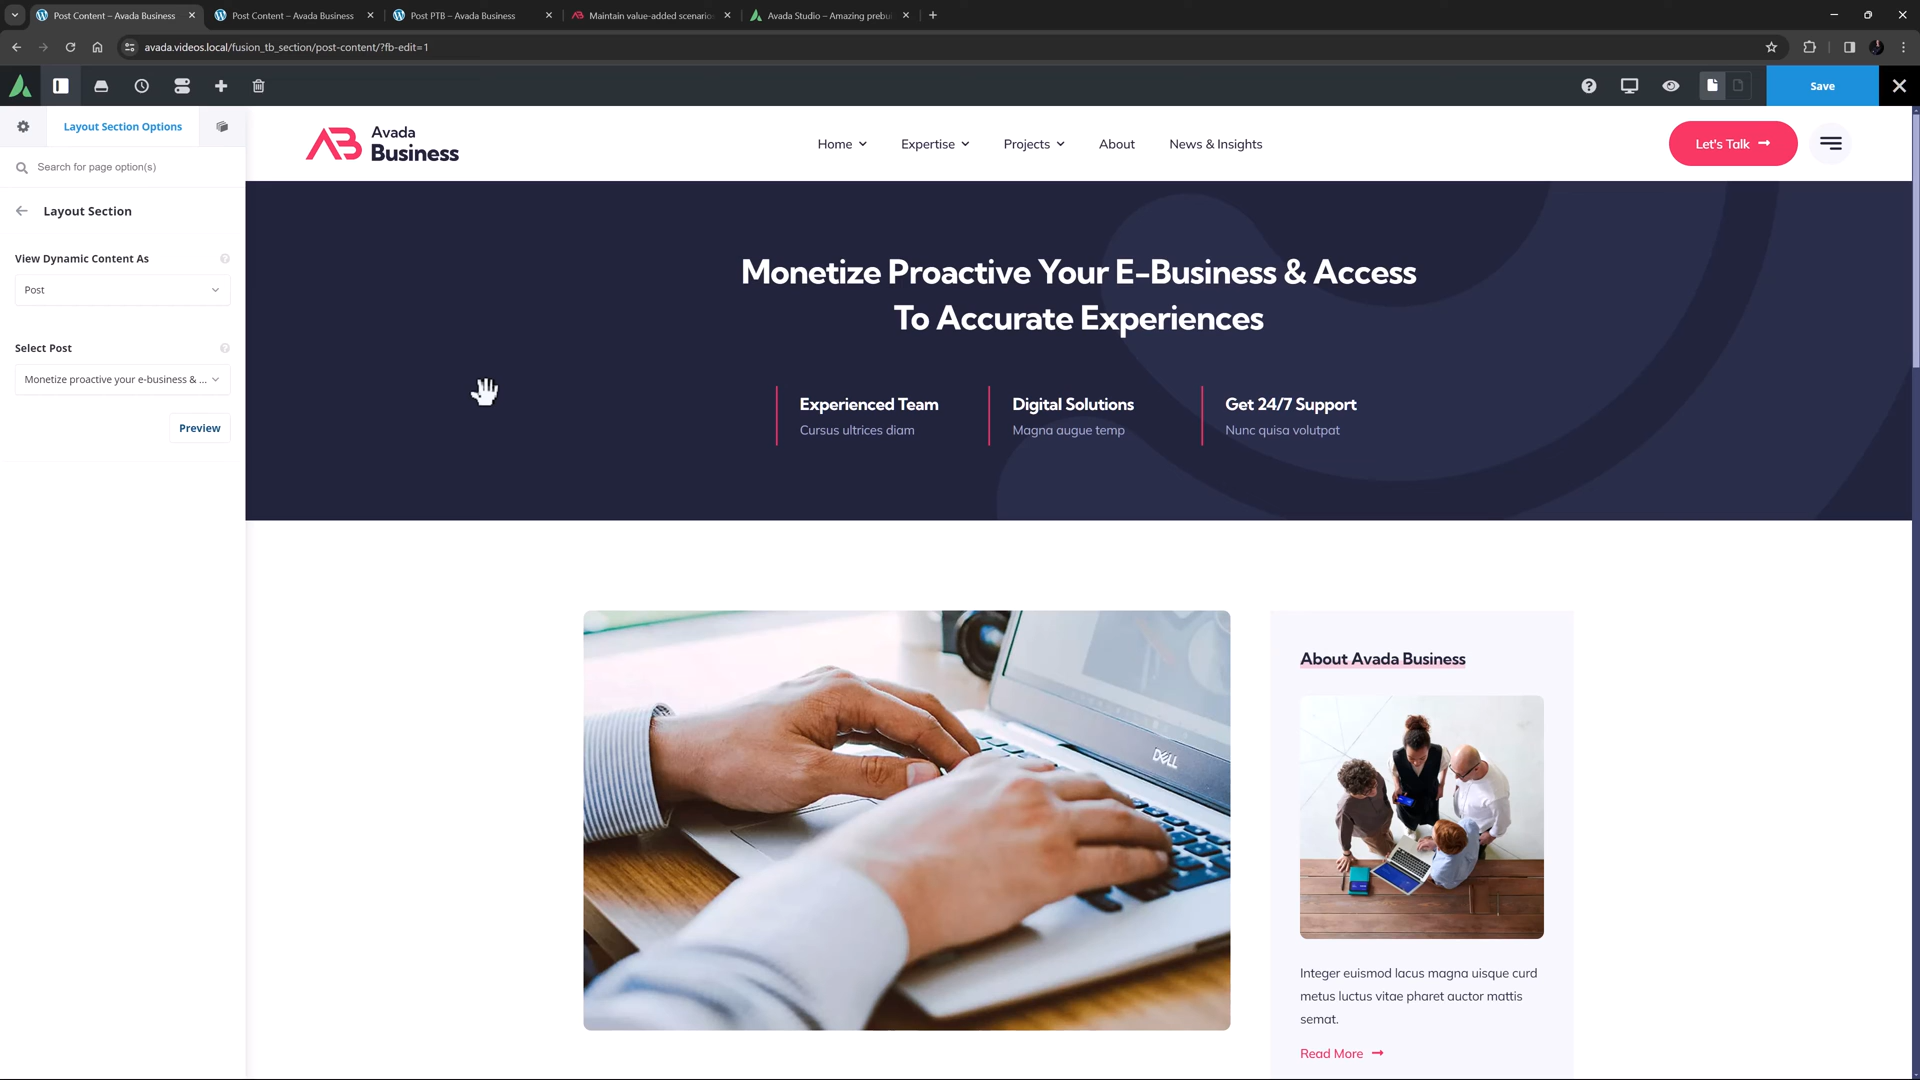 Post Content – Avada Business
Post Content – Avada Business
Post PTB – Avada Business
Maintain value-added scenario
Avada Studio – Amazing prebu
avada.videos.local/fusion_tb_section/post-content/?fb-edit=1
Save
Layout Section Options
Search for page option(s)
Layout Section
View Dynamic Content As
Post
Select Post
Monetize proactive your e-business & ...
Preview
Avada
Business
Home
Expertise
Projects
About
News & Insights
Let's Talk
Monetize Proactive Your E-Business & Access
To Accurate Experiences
Experienced Team
Cursus ultrices diam
Digital Solutions
Magna augue temp
Get 24/7 Support
Nunc quisa volutpat
DELL
About Avada Business
Integer euismod lacus magna uisque curd
metus luctus vitae pharet auctor mattis
semat.
Read More